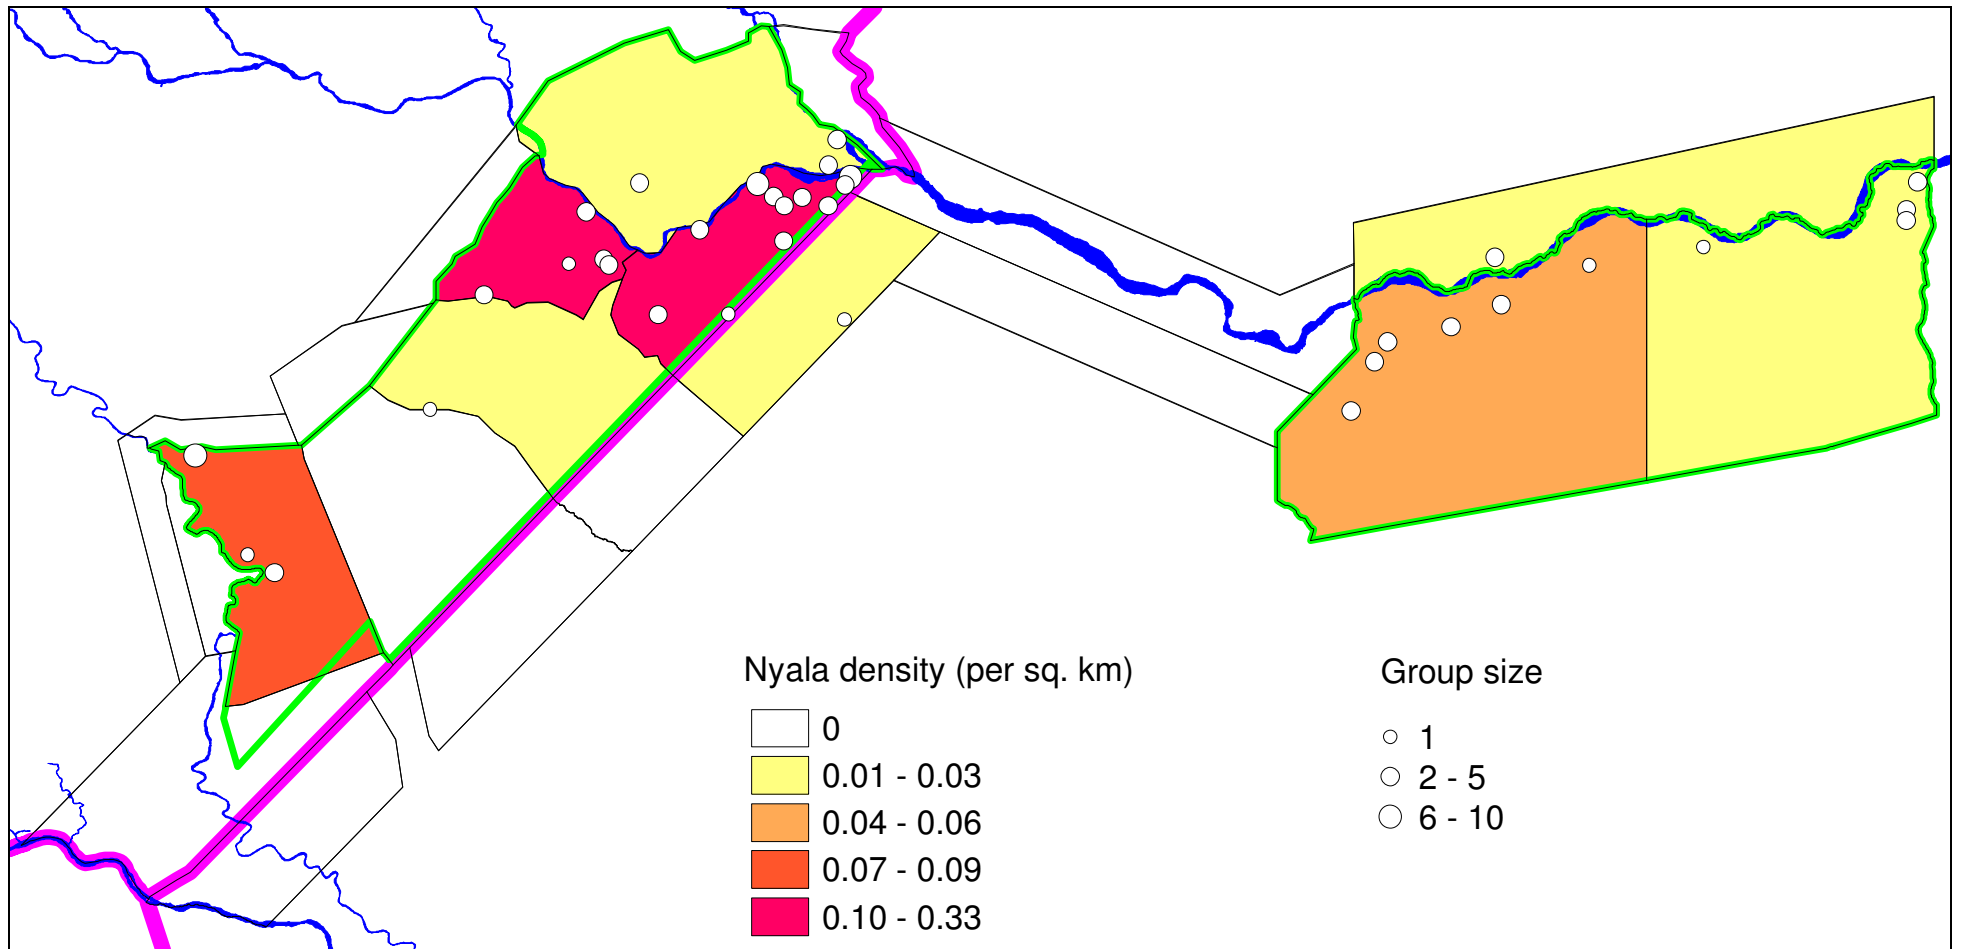 Nyala density (per sq. km)
0
0.01 - 0.03
0.04 - 0.06
0.07 - 0.09
0.10 - 0.33
Group size
1
2 - 5
6 - 10